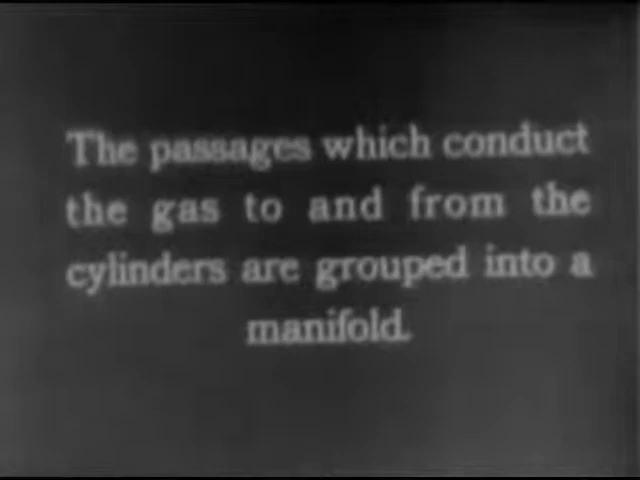 The passages which conduct
the gas to and from the
cylinders are grouped into a
manifold.